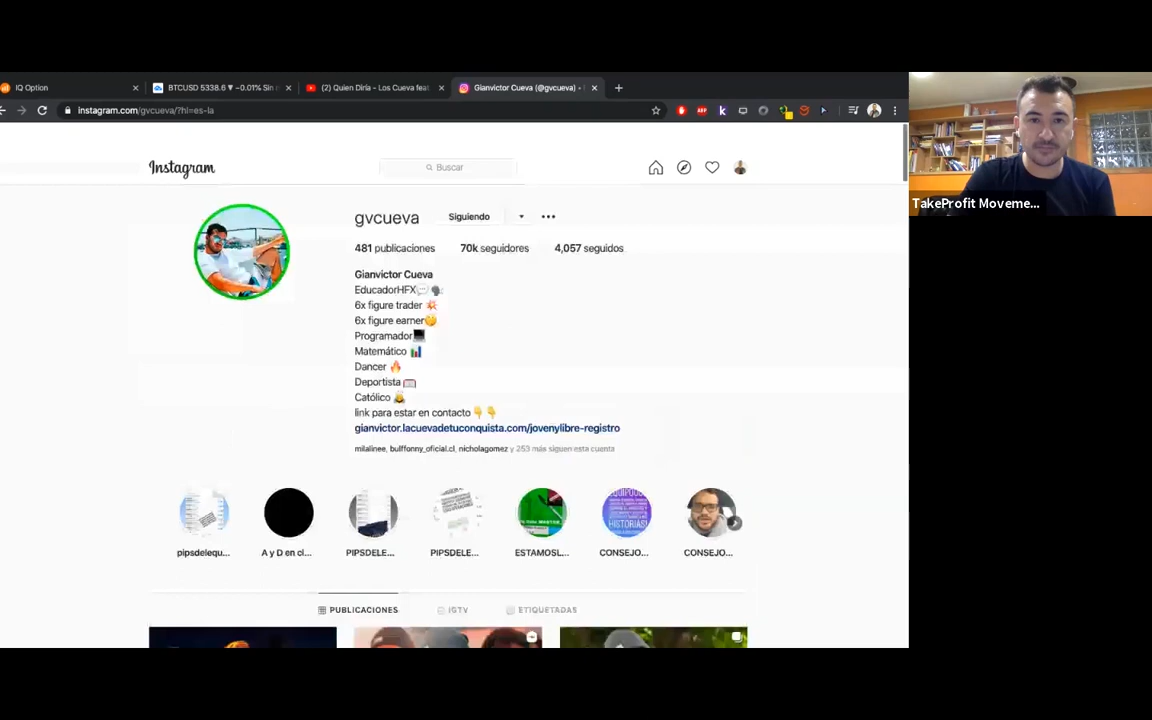 IQ Option
BTCUSD 5338.6 ▼ −0.01% Sin n
(2) Quien Diría - Los Cueva feat
Gianvictor Cueva (@gvcueva) •
instagram.com/gvcueva/?hl=es-la
Instagram
Buscar
gvcueva
Siguiendo
481 publicaciones 70k seguidores 4,057 seguidos
Gianvictor Cueva
EducadorHFX💬 🗣
6x figure trader 💥
6x figure earner
Programador
Matemático 📊
Dancer 🔥
Deportista
Católico
link para estar en contacto 👇 👇
gianvictor.lacuevadetuconquista.com/jovenylibre-registro
milalinee, bulffonny_oficial.cl, nicholagomez y 253 más siguen esta cuenta
pipsdelequ... A y D en cl... PIPSDELE... PIPSDELE... ESTAMOSL... CONSEJO... CONSEJO...
PUBLICACIONES IGTV ETIQUETADAS
TakeProfit Moveme...